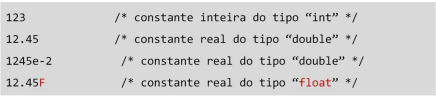 123 /* constante inteira do tipo “int” */
12.45 /* constante real do tipo “double” */
1245e-2 /* constante real do tipo “double” */
12.45F /* constante real do tipo “float” */